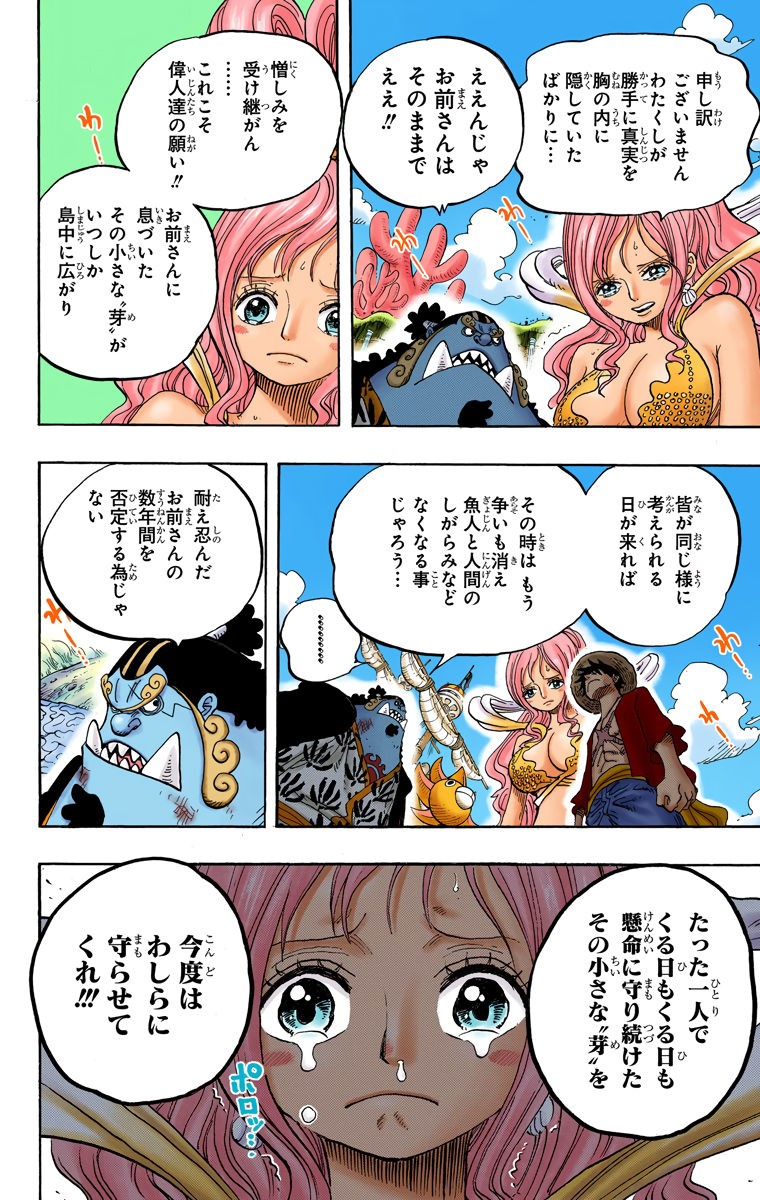 申し訳
ございません
わたくしが
勝手に真実を
胸の内に
隠していた
ばかりに…
ええんじゃ
お前さんは
そのままで
ええ!!
わー…
わー…
憎しみを
受け継がん
……
これこそ
偉人達の願い!!
お前さんに
息づいた
その小さな〝芽〟が
いつしか
島中に広がり
わー…
皆が同じ様に
考えられる
日が来れば
その時は もう
争いも消え
魚人と人間の
しがらみなど
なくなる事
じゃろう…
………
わー…
わー…
耐え忍んだ
お前さんの
数年間を
否定する為じゃ
ない
わー…
たった一人で
くる日もくる日も
懸命に守り続けた
その小さな〝芽〟を
今度は
わしらに
守らせて
くれ!!!
ポロッ…